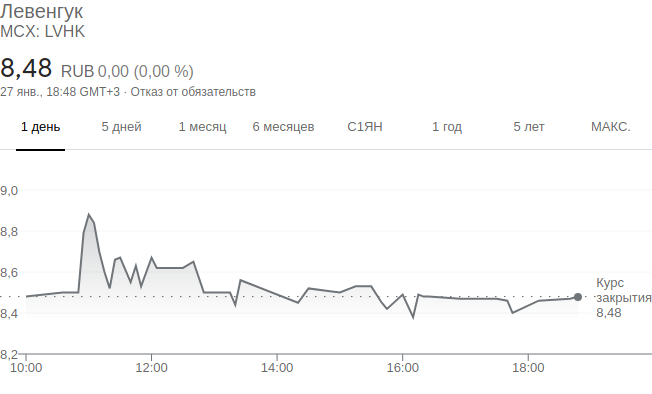 Левенгук
MCX: LVHK
8,48 RUB 0,00 (0,00 %)
27 янв., 18:48 GMT+3 · Отказ от обязательств
1 день 5 дней 1 месяц 6 месяцев С1ЯН 1 год 5 лет МАКС.
9,0
8,8
8,6
Курс
закрытия
8,48
8,4
8,2
10:00 12:00 14:00 16:00 18:00